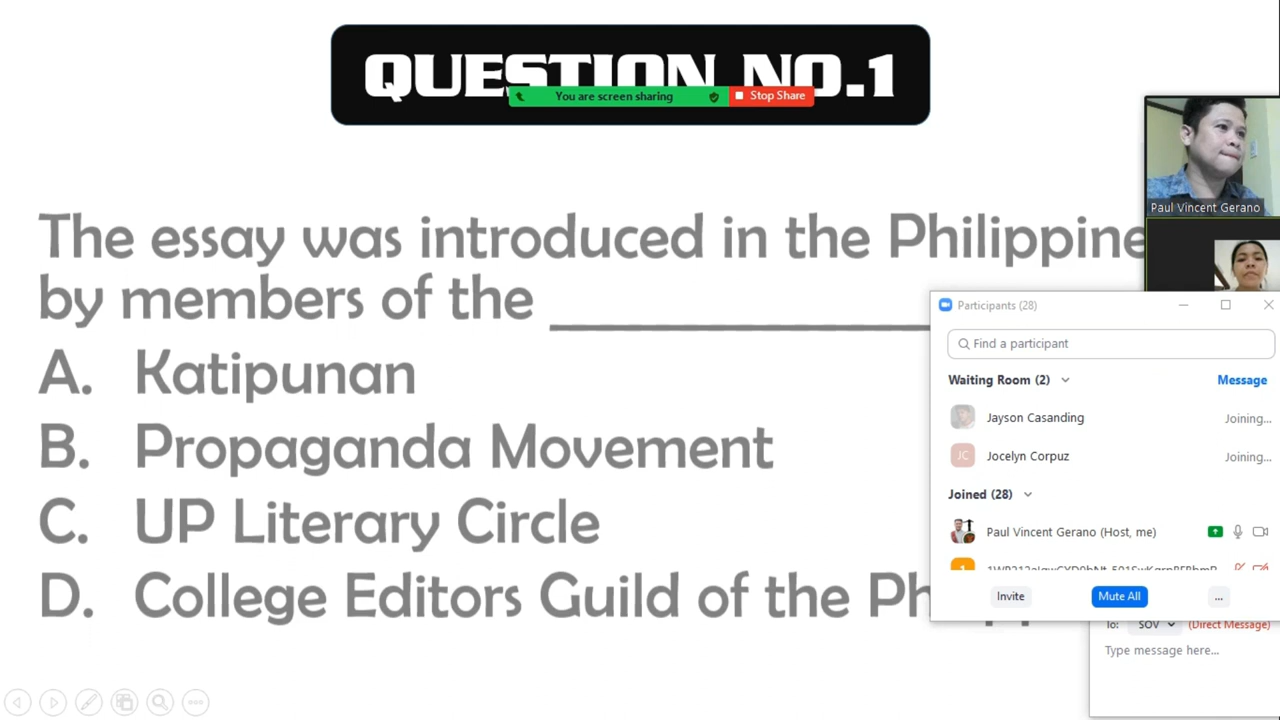 QUESTION NO.1
You are screen sharing
Stop Share
Paul Vincent Gerano
The essay was introduced in the Philippine
by members of the ____________
A. Katipunan
B. Propaganda Movement
C. UP Literary Circle
D. College Editors Guild of the Ph
Participants (28)
Find a participant
Waiting Room (2)
Message
Jayson Casanding
Joining...
JC
Jocelyn Corpuz
Joining...
Joined (28)
Paul Vincent Gerano (Host, me)
Invite
Mute All
...
To:
SOV
(Direct Message)
Type message here...